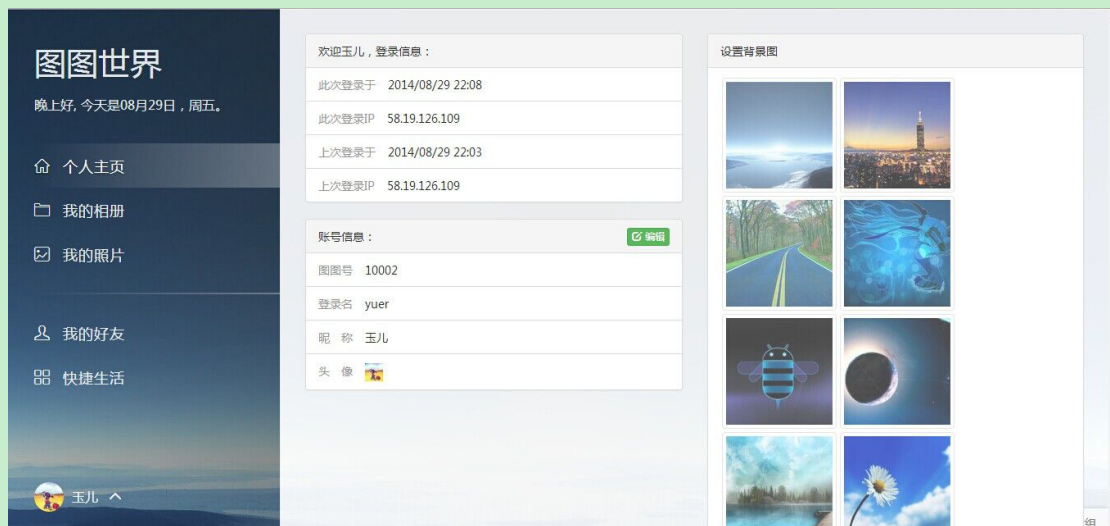 图图世界
晚上好, 今天是08月29日，周五。
个人主页
我的相册
我的照片
我的好友
快捷生活
玉儿
欢迎玉儿，登录信息：
此次登录于 2014/08/29 22:08
此次登录IP 58.19.126.109
上次登录于 2014/08/29 22:03
上次登录IP 58.19.126.109
账号信息：
编辑
图图号 10002
登录名 yuer
昵 称 玉儿
头 像
设置背景图
组